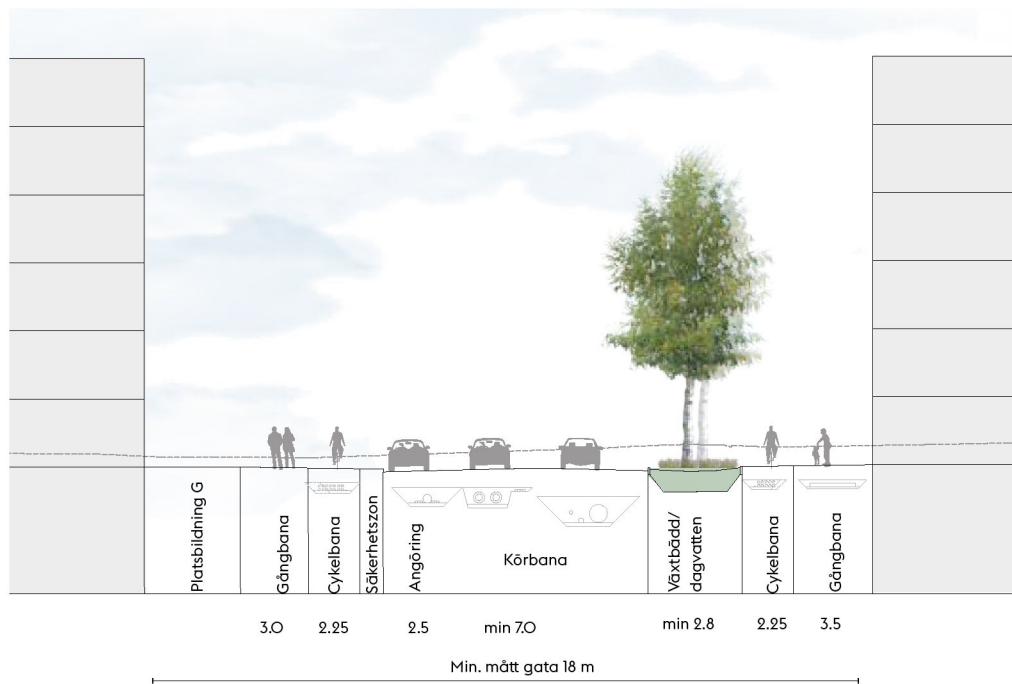 Platsbildning G
Gångbana
Cykelbana
Säkerhetszon
Angöring
Körbana
Växtbädd/
dagvatten
Cykelbana
Gångbana
3.0
2.25
2.5
min 7.0
min 2.8
2.25
3.5
Min. mått gata 18 m